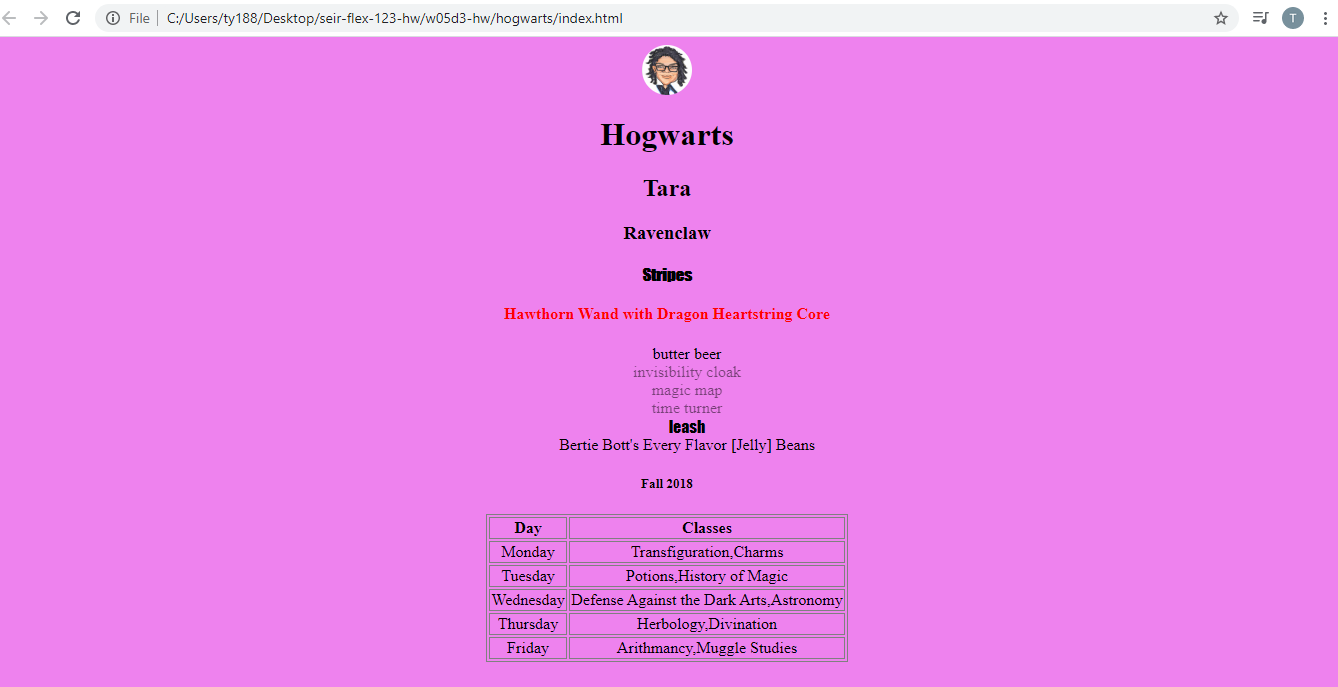 File C:/Users/ty188/Desktop/seir-flex-123-hw/w05d3-hw/hogwarts/index.html T
Hogwarts
Tara
Ravenclaw
Stripes
Hawthorn Wand with Dragon Heartstring Core
butter beer
invisibility cloak
magic map
time turner
leash
Bertie Bott's Every Flavor [Jelly] Beans
Fall 2018
Day Classes
Monday Transfiguration,Charms
Tuesday Potions,History of Magic
Wednesday Defense Against the Dark Arts,Astronomy
Thursday Herbology,Divination
Friday Arithmancy,Muggle Studies